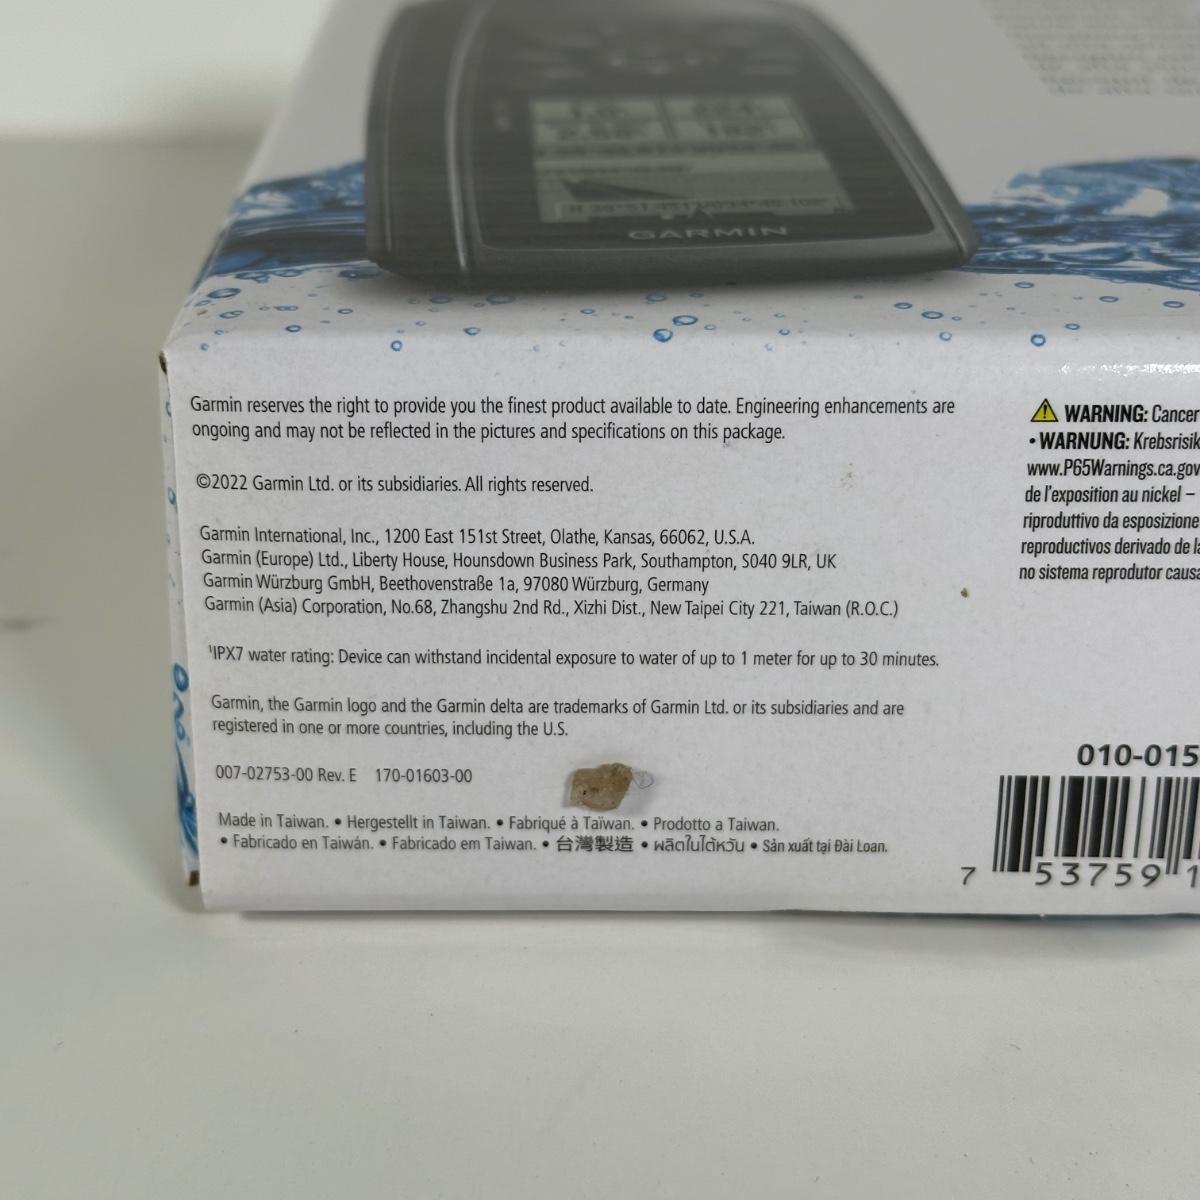 GARMIN
Garmin reserves the right to provide you the finest product available to date. Engineering enhancements are
ongoing and may not be reflected in the pictures and specifications on this package.
©2022 Garmin Ltd. or its subsidiaries. All rights reserved.
Garmin International, Inc., 1200 East 151st Street, Olathe, Kansas, 66062, U.S.A.
Garmin (Europe) Ltd., Liberty House, Hounsdown Business Park, Southampton, SO40 9LR, UK
Garmin Würzburg GmbH, Beethovenstraße 1a, 97080 Würzburg, Germany
Garmin (Asia) Corporation, No.68, Zhangshu 2nd Rd., Xizhi Dist., New Taipei City 221, Taiwan (R.O.C.)
¹IPX7 water rating: Device can withstand incidental exposure to water of up to 1 meter for up to 30 minutes.
Garmin, the Garmin logo and the Garmin delta are trademarks of Garmin Ltd. or its subsidiaries and are
registered in one or more countries, including the U.S.
007-02753-00 Rev. E 170-01603-00
Made in Taiwan. • Hergestellt in Taiwan. • Fabriqué à Taïwan. • Prodotto a Taiwan.
• Fabricado en Taiwán. • Fabricado em Taiwan. • 台灣製造 • ผลิตในไต้หวัน • Sản xuất tại Đài Loan.
WARNING: Cancer
• WARNUNG: Krebsrisik
www.P65Warnings.ca.gov
de l'exposition au nickel –
riproduttivo da esposizione
reproductivos derivado de la
no sistema reprodutor causa
010-015
7 53759 1